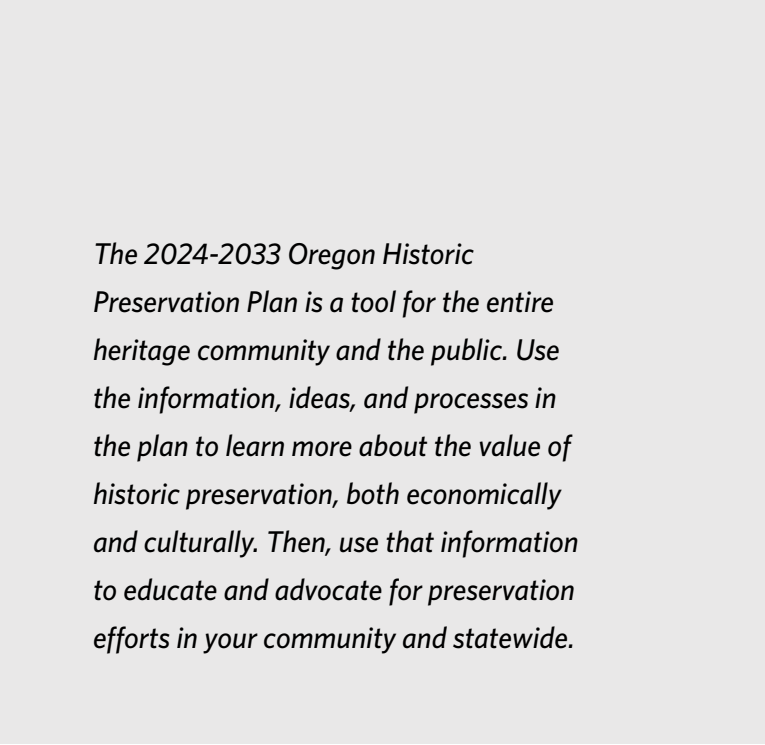 The 2024-2033 Oregon Historic
Preservation Plan is a tool for the entire
heritage community and the public. Use
the information, ideas, and processes in
the plan to learn more about the value of
historic preservation, both economically
and culturally. Then, use that information
to educate and advocate for preservation
efforts in your community and statewide.